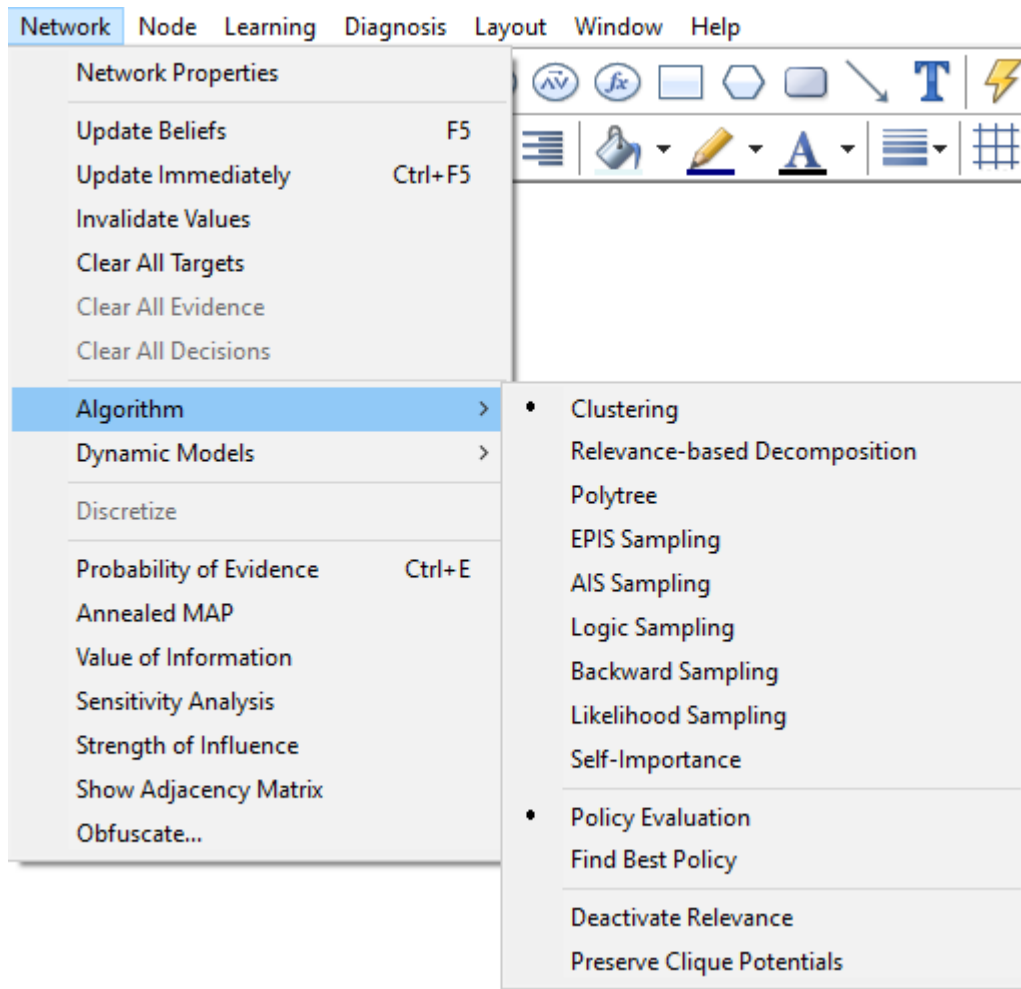 Network Node Learning Diagnosis Layout Window Help
Network Properties
Update Beliefs F5
Update Immediately Ctrl+F5
Invalidate Values
Clear All Targets
Clear All Evidence
Clear All Decisions
Algorithm
Dynamic Models
Discretize
Probability of Evidence Ctrl+E
Annealed MAP
Value of Information
Sensitivity Analysis
Strength of Influence
Show Adjacency Matrix
Obfuscate...
AV fx T
A
Clustering
Relevance-based Decomposition
Polytree
EPIS Sampling
AIS Sampling
Logic Sampling
Backward Sampling
Likelihood Sampling
Self-Importance
Policy Evaluation
Find Best Policy
Deactivate Relevance
Preserve Clique Potentials